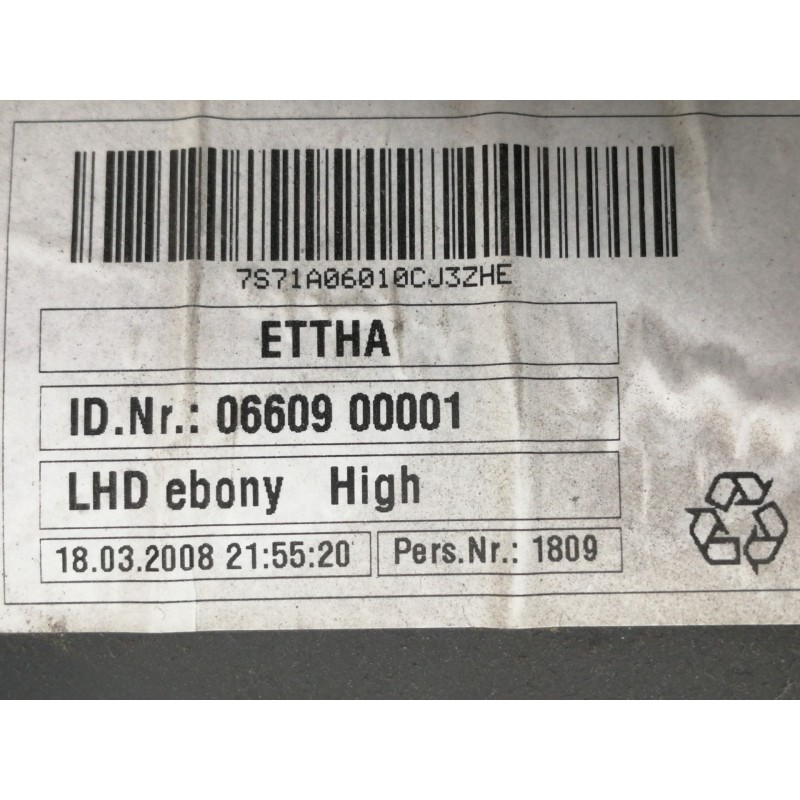 7S71A06010CJ3ZHE
ETTHA
ID.Nr.: 06609 00001
LHD ebony High
18.03.2008 21:55:20 Pers.Nr.: 1809